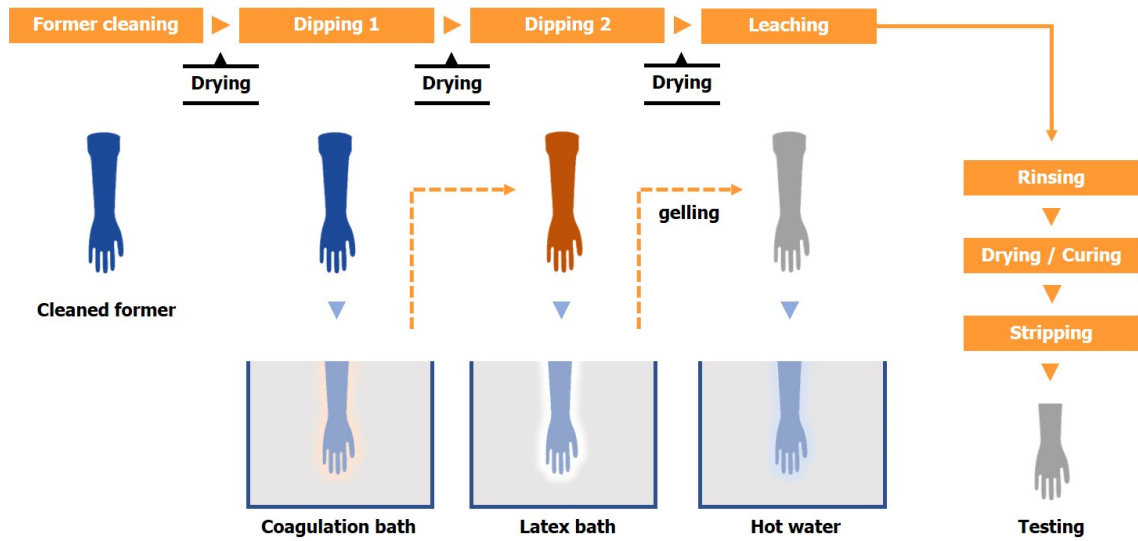 Former cleaning
Dipping 1
Dipping 2
Leaching
Drying
Drying
Drying
gelling
Rinsing
Drying / Curing
Stripping
Cleaned former
Coagulation bath
Latex bath
Hot water
Testing